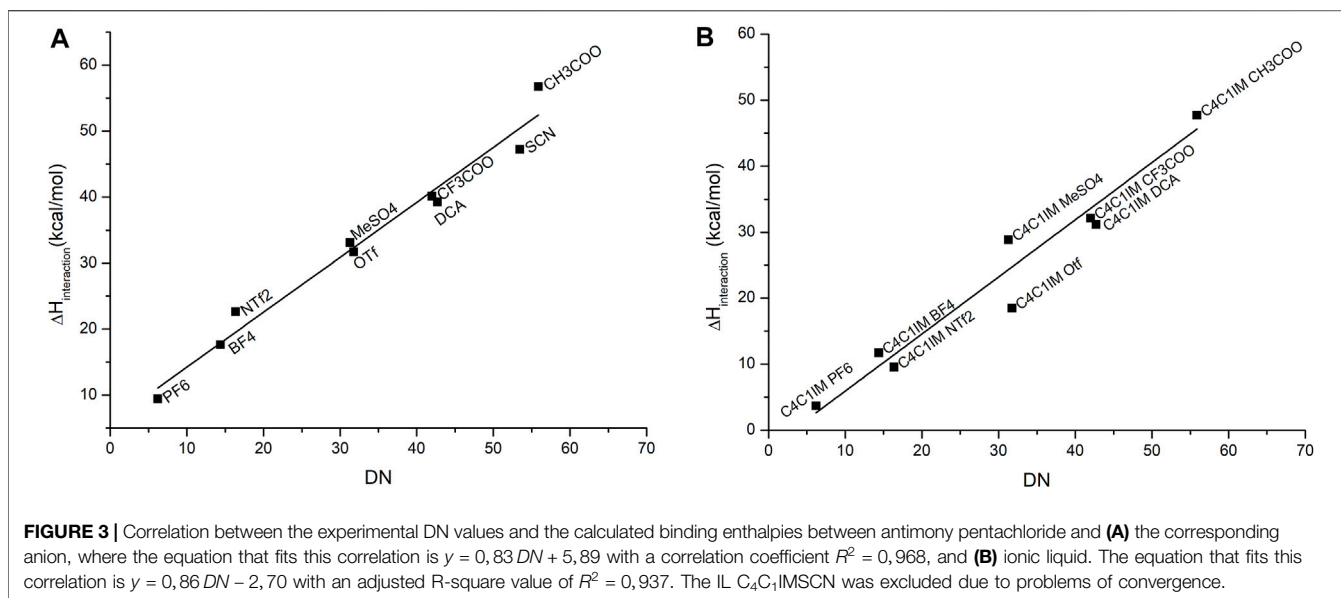 A
ΔHinteraction(kcal/mol)
60
50
40
30
20
10
0
10
20
30
40
50
60
70
DN
PF6
BF4
NTf2
MeSO4
OTf
CF3COO
DCA
SCN
CH3COO
B
ΔHinteraction (kcal/mol)
60
50
40
30
20
10
0
0
10
20
30
40
50
60
70
DN
C4C1IM PF6
C4C1IM BF4
C4C1IM NTf2
C4C1IM MeSO4
C4C1IM Otf
C4C1IM CF3COO
C4C1IM DCA
C4C1IM CH3COO
FIGURE 3 | Correlation between the experimental DN values and the calculated binding enthalpies between antimony pentachloride and (A) the corresponding
anion, where the equation that fits this correlation is y = 0,83 DN + 5,89 with a correlation coefficient R² = 0,968, and (B) ionic liquid. The equation that fits this
correlation is y = 0,86 DN − 2,70 with an adjusted R-square value of R² = 0,937. The IL C₄C₁IMSCN was excluded due to problems of convergence.